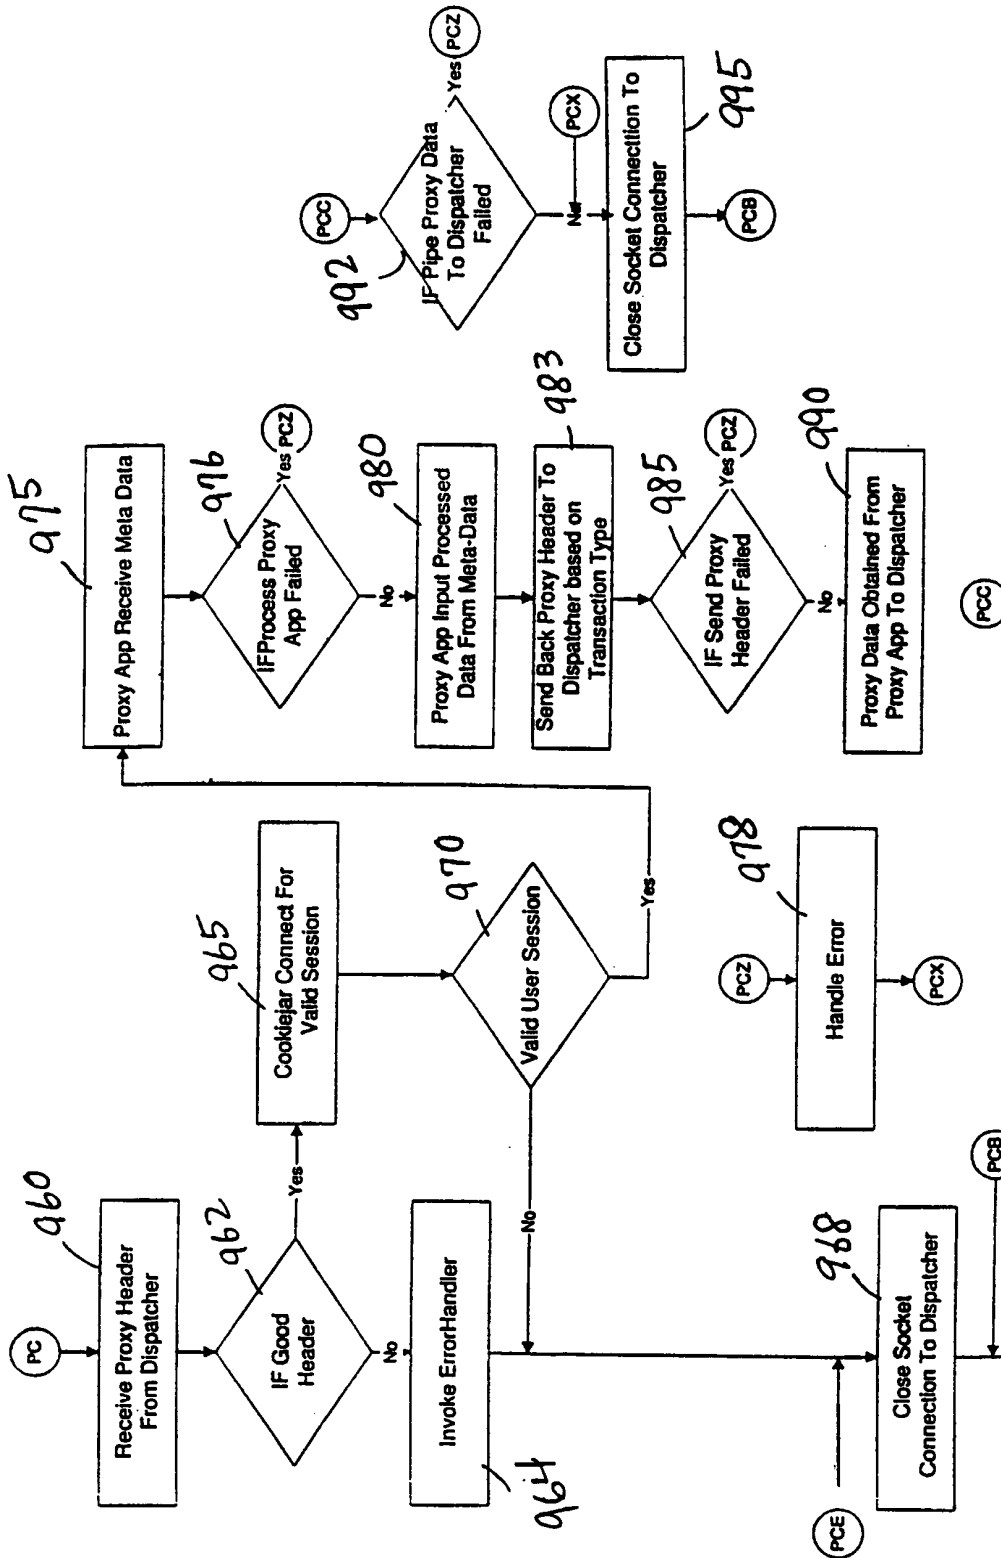 PC
960
Receive Proxy Header
From Dispatcher
962
IF Good
Header
Yes
No
Invoke ErrorHandler
964
965
Cookiejar Connect For
Valid Session
970
Valid User Session
No
Yes
PCE
968
Close Socket
Connection To Dispatcher
PCB
975
Proxy App Receive Meta Data
976
IFProcess Proxy
App Failed
Yes
PCZ
No
980
Proxy App Input Processed
Data From Meta-Data
983
Send Back Proxy Header To
Dispatcher based on
Transaction Type
985
IF Send Proxy
Header Failed
Yes
PCZ
No
990
Proxy Data Obtained From
Proxy App To Dispatcher
PCC
PCZ
978
Handle Error
PCX
PCC
992
IF Pipe Proxy Data
To Dispatcher
Failed
Yes
PCZ
No
PCX
995
Close Socket Connecttion To
Dispatcher
PCB